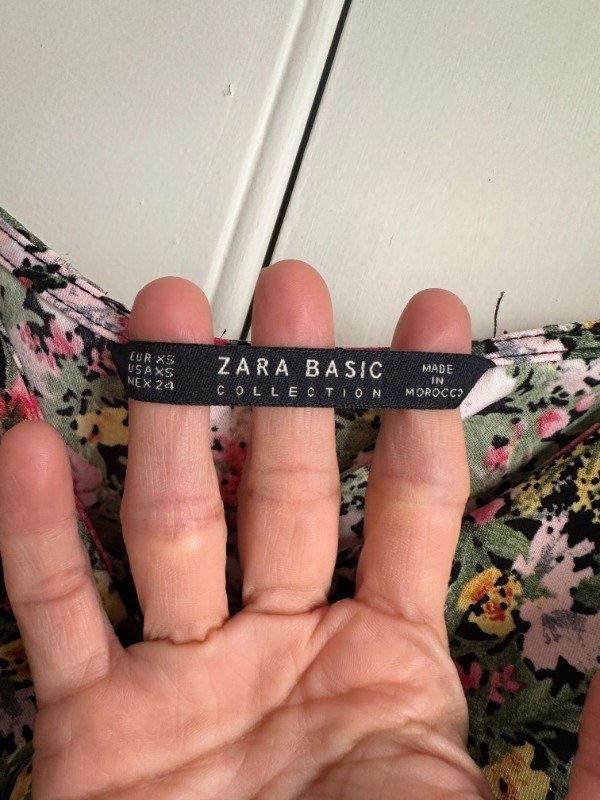 EUR XS
USA XS
MEX 24
ZARA BASIC
COLLECTION
MADE
IN
MOROCCO